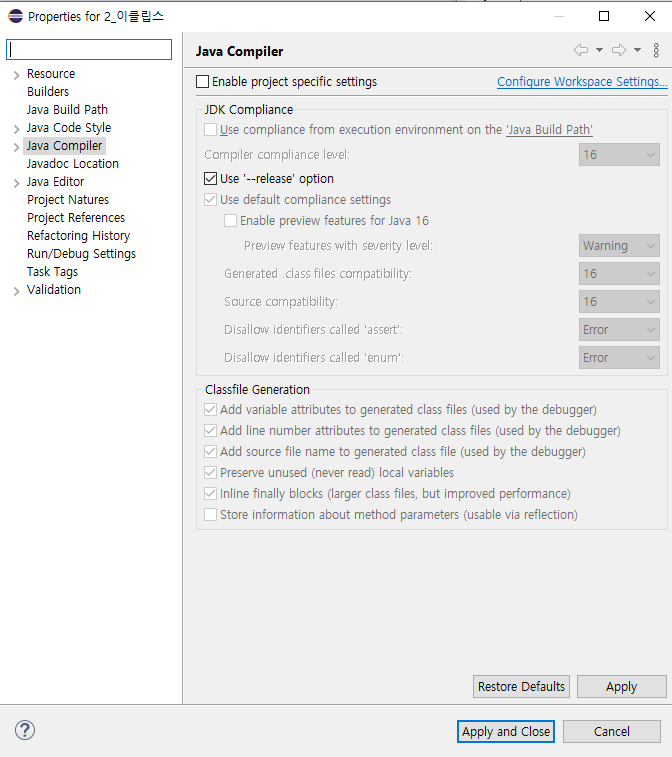 Properties for 2_이클립스
Resource
Builders
Java Build Path
Java Code Style
Java Compiler
Javadoc Location
Java Editor
Project Natures
Project References
Refactoring History
Run/Debug Settings
Task Tags
Validation
Java Compiler
Enable project specific settings
Configure Workspace Settings...
JDK Compliance
Use compliance from execution environment on the 'Java Build Path'
Compiler compliance level: 16
Use '--release' option
Use default compliance settings
Enable preview features for Java 16
Preview features with severity level: Warning
Generated .class files compatibility: 16
Source compatibility: 16
Disallow identifiers called 'assert': Error
Disallow identifiers called 'enum': Error
Classfile Generation
Add variable attributes to generated class files (used by the debugger)
Add line number attributes to generated class files (used by the debugger)
Add source file name to generated class file (used by the debugger)
Preserve unused (never read) local variables
Inline finally blocks (larger class files, but improved performance)
Store information about method parameters (usable via reflection)
Restore Defaults
Apply
?
Apply and Close
Cancel